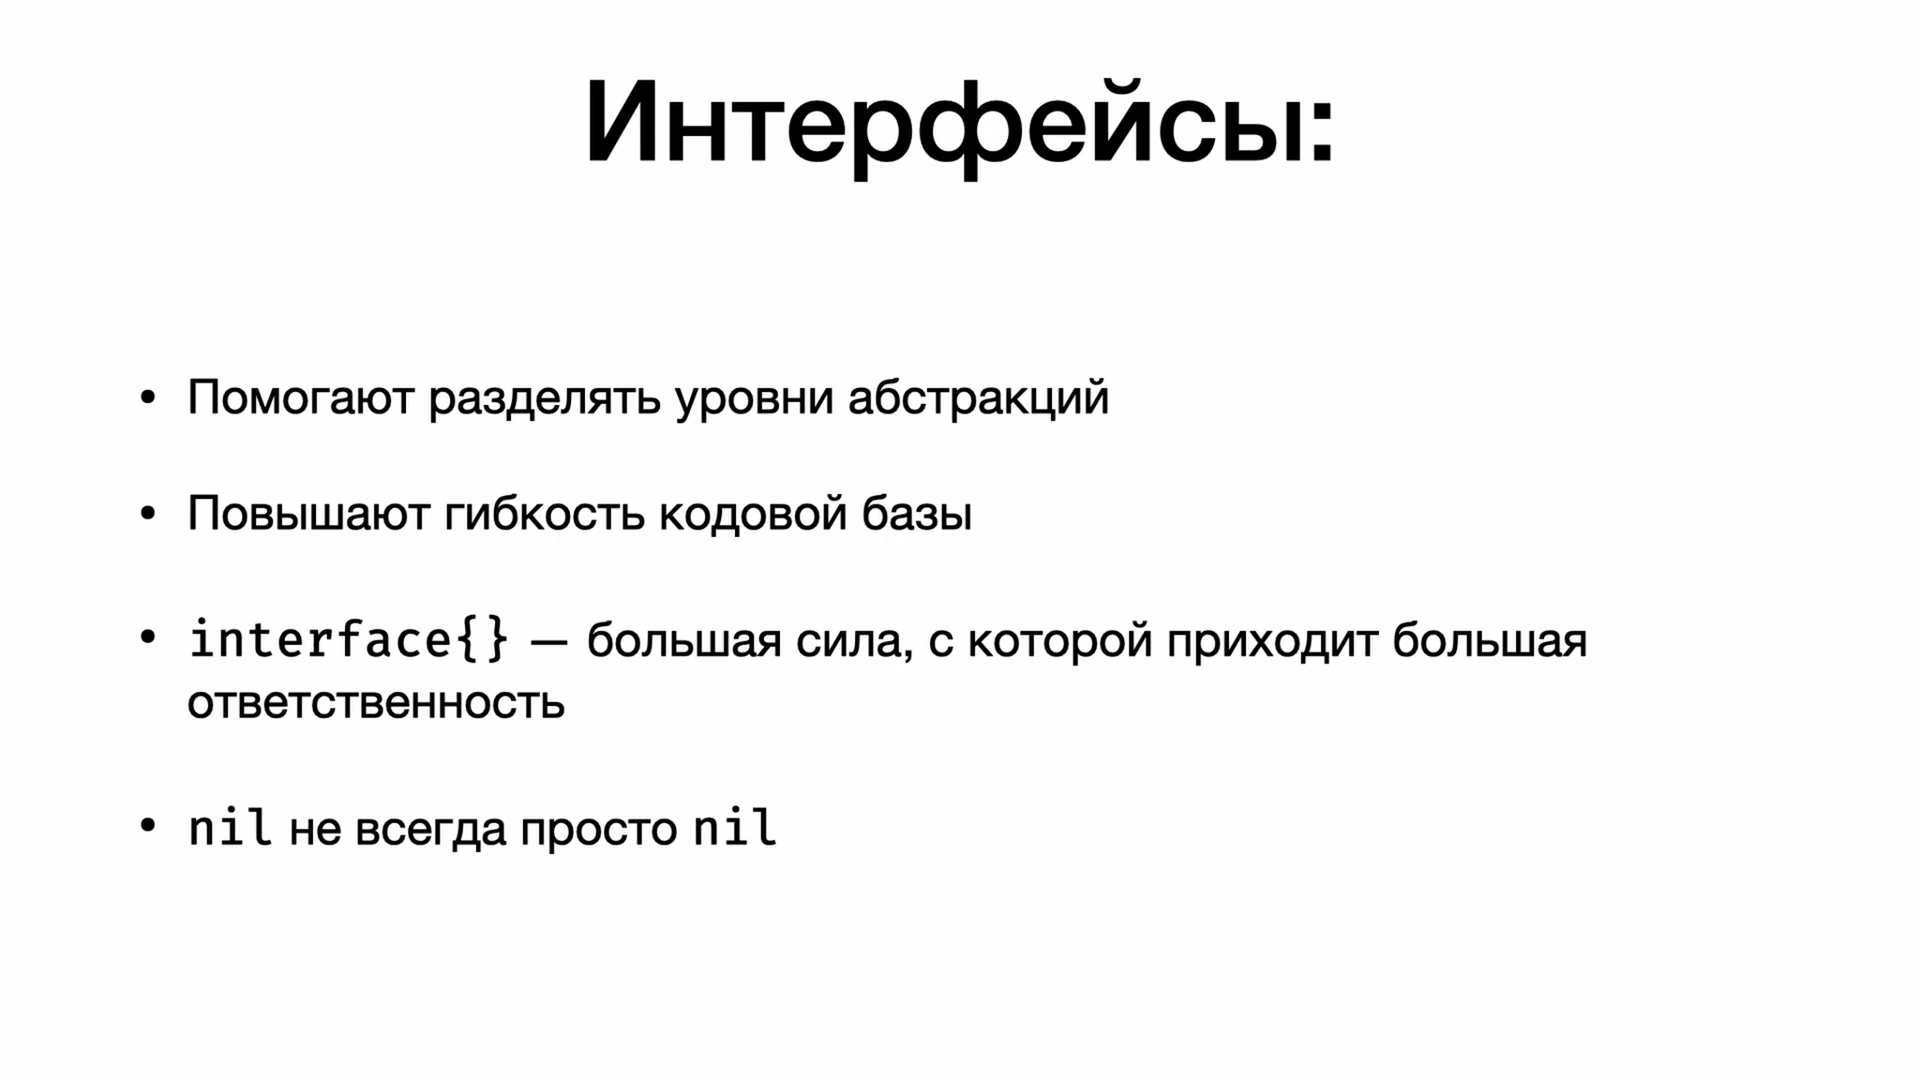 Интерфейсы:
• Помогают разделять уровни абстракций
• Повышают гибкость кодовой базы
• interface{} — большая сила, с которой приходит большая
ответственность
• nil не всегда просто nil